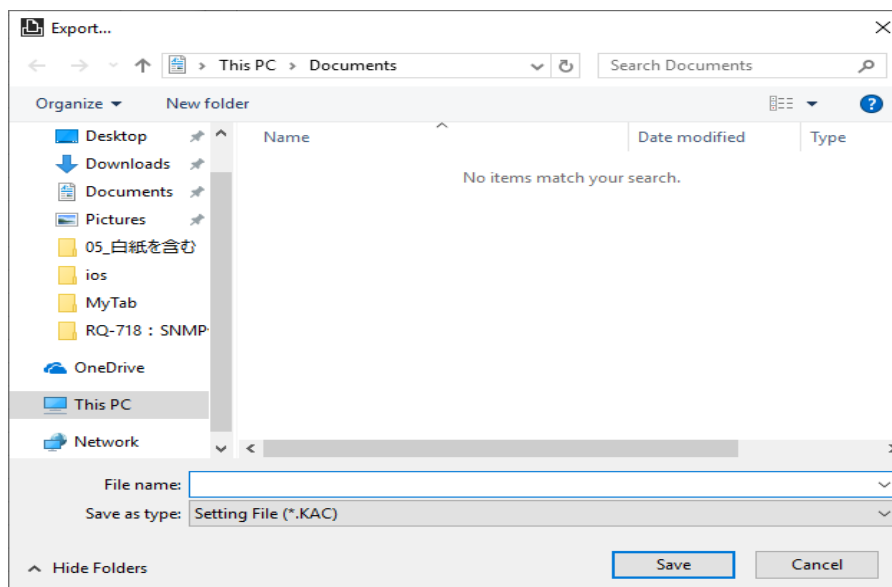 Export...
This PC > Documents
Search Documents
Organize
New folder
?
Name
Date modified
Type
No items match your search.
Desktop
Downloads
Documents
Pictures
05_白紙を含む
ios
MyTab
RQ-718：SNMP
OneDrive
This PC
Network
File name:
Save as type: Setting File (*.KAC)
Hide Folders
Save
Cancel